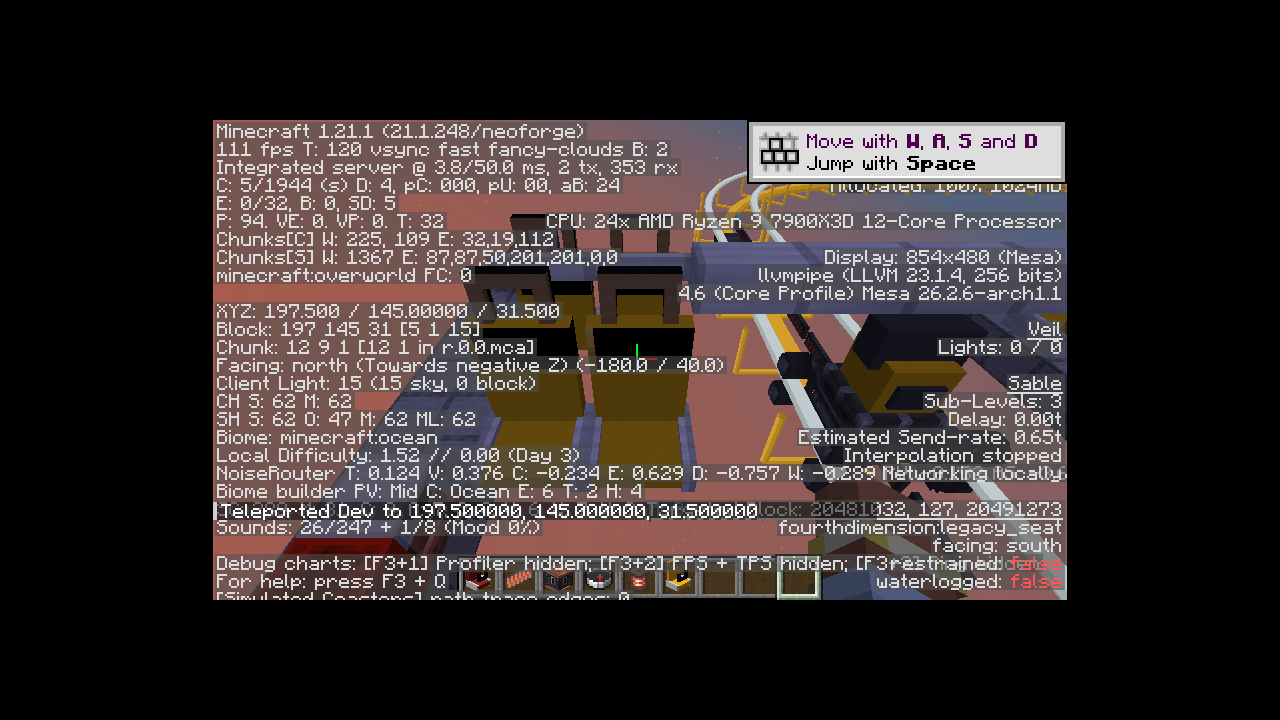 Minecraft 1.21.1 (21.1.248/neoforge)
111 fps T: 120 vsync fast fancy-clouds B: 2
Integrated server @ 3.8/50.0 ms, 2 tx, 353 rx
C: 5/1944 (s) D: 4, pC: 000, pU: 00, aB: 24
E: 0/32, B: 0, SD: 5
P: 94. VE: 0. VP: 0. T: 32
Chunks[C] W: 225, 109 E: 32,19,112
Chunks[S] W: 1367 E: 87,87,50,201,201,0,0
minecraft:overworld FC: 0
XYZ: 197.500 / 145.00000 / 31.500
Block: 197 145 31 [5 1 15]
Chunk: 12 9 1 [12 1 in r.0.0.mca]
Facing: north (Towards negative Z) (-180.0 / 40.0)
Client Light: 15 (15 sky, 0 block)
CH S: 62 M: 62
SH S: 62 O: 47 M: 62 ML: 62
Biome: minecraft:ocean
Local Difficulty: 1.52 // 0.00 (Day 3)
NoiseRouter T: 0.124 V: 0.376 C: -0.234 E: 0.629 D: -0.757 W: -0.289
Biome builder PV: Mid C: Ocean E: 6 T: 2 H: 4
Teleported Dev to 197.500000, 145.000000, 31.500000
Sounds: 26/247 + 1/8 (Mood 0%)
Debug charts: [F3+1] Profiler hidden; [F3+2] FPS + TPS hidden; [F3
For help: press F3 + Q
Move with W, A, S and D
Jump with Space
Allocated: 100% 1024MB
CPU: 24x AMD Ryzen 9 7900X3D 12-Core Processor
Display: 854x480 (Mesa)
llvmpipe (LLVM 23.1.4, 256 bits)
4.6 (Core Profile) Mesa 26.2.6-arch1.1
Veil
Lights: 0 / 0
Sable
Sub-Levels: 3
Delay: 0.00t
Estimated Send-rate: 0.65t
Interpolation stopped
Networking locally
Block: 20481032, 127, 20491273
fourthdimension:legacy_seat
facing: south
restrained: false
waterlogged: false